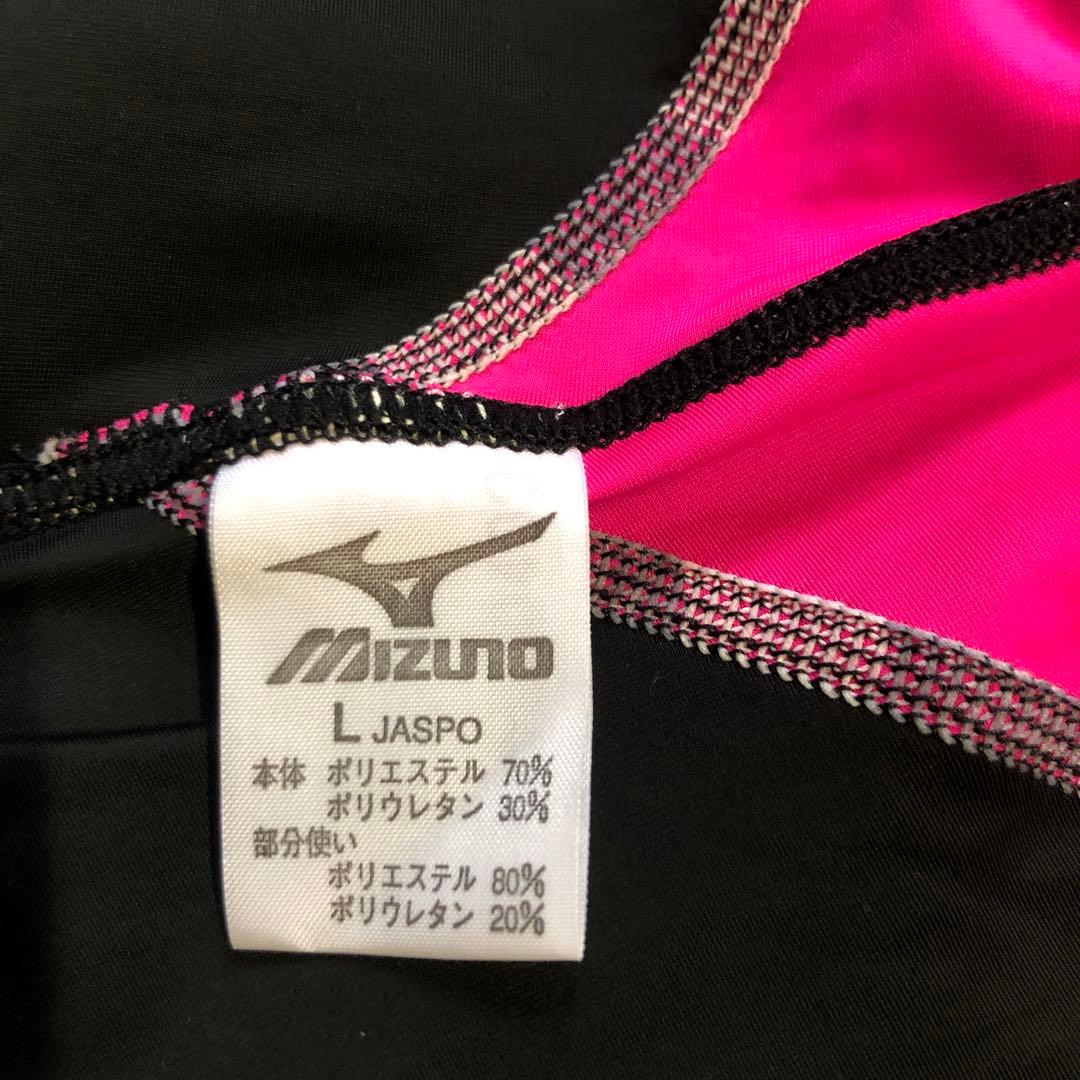 MIZUNO
L JASPO
本体 ポリエステル 70%
ポリウレタン 30%
部分使い
ポリエステル 80%
ポリウレタン 20%